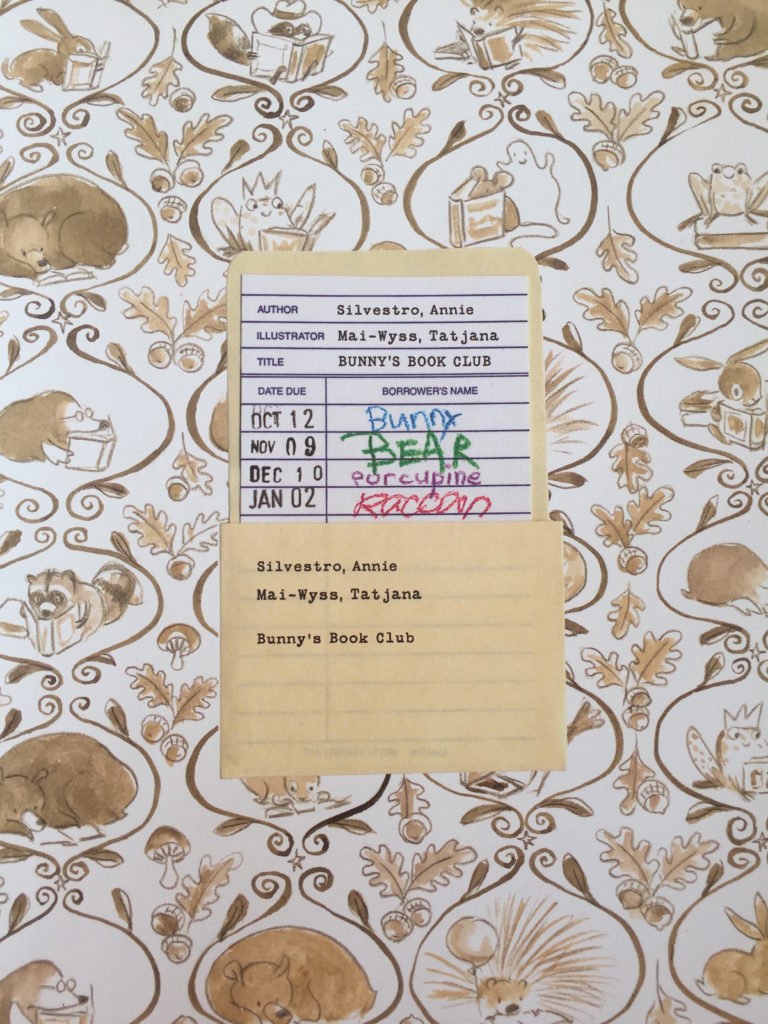 AUTHOR Silvestro, Annie
ILLUSTRATOR Mai-Wyss, Tatjana
TITLE BUNNY'S BOOK CLUB
DATE DUE BORROWER'S NAME
OCT 12 Bunny
NOV 09 BEAR
DEC 10 porcupine
JAN 02 Raccoon
Silvestro, Annie
Mai-Wyss, Tatjana
Bunny's Book Club